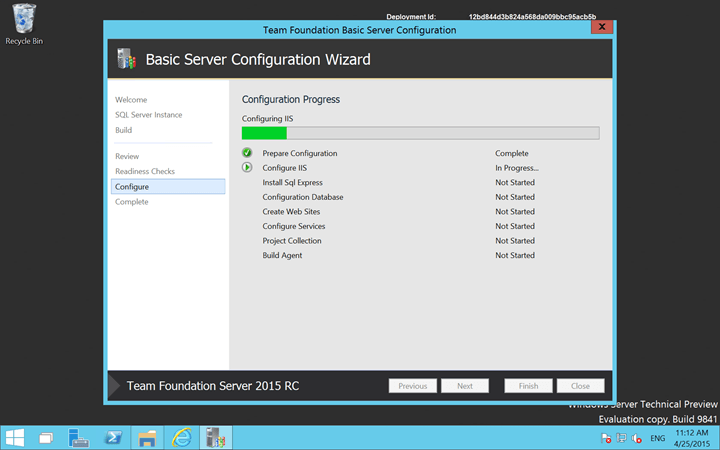 Deployment Id: 12bd844d3b824a568da009bbc95acb5b
Recycle Bin
Team Foundation Basic Server Configuration
Basic Server Configuration Wizard
Welcome
SQL Server Instance
Build
Review
Readiness Checks
Configure
Complete
Configuration Progress
Configuring IIS
Prepare Configuration Complete
Configure IIS In Progress...
Install Sql Express Not Started
Configuration Database Not Started
Create Web Sites Not Started
Configure Services Not Started
Project Collection Not Started
Build Agent Not Started
Team Foundation Server 2015 RC
Previous Next Finish Close
Windows Server Technical Preview
Evaluation copy. Build 9841
ENG
11:12 AM
4/25/2015